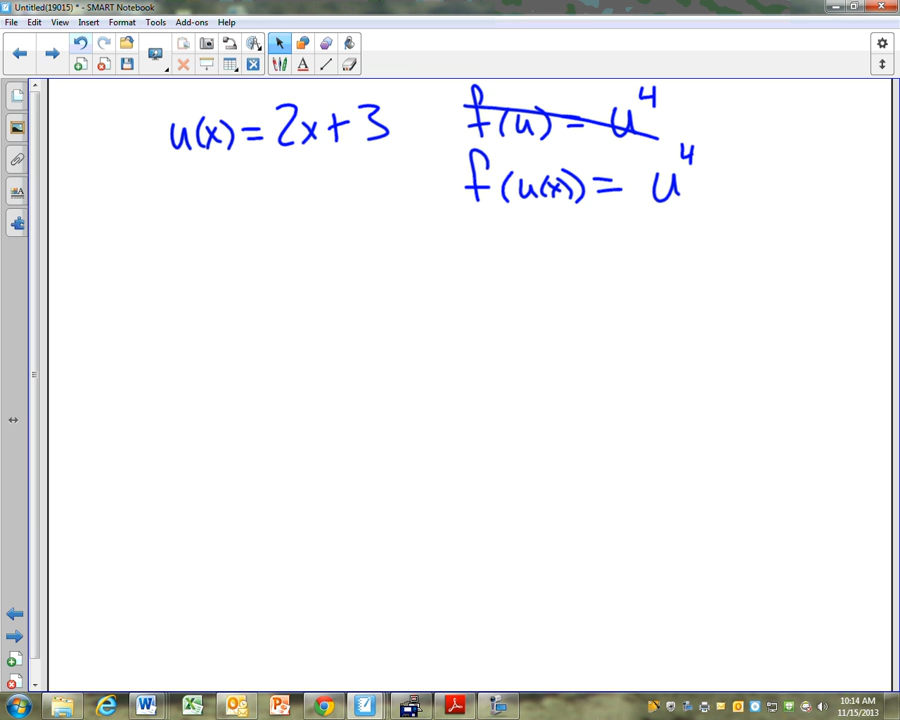 Untitled(19015) * - SMART Notebook
File Edit View Insert Format Tools Add-ons Help
u(x) = 2x + 3
f(u) = u⁴
f(u(x)) = u⁴
10:14 AM
11/15/2013